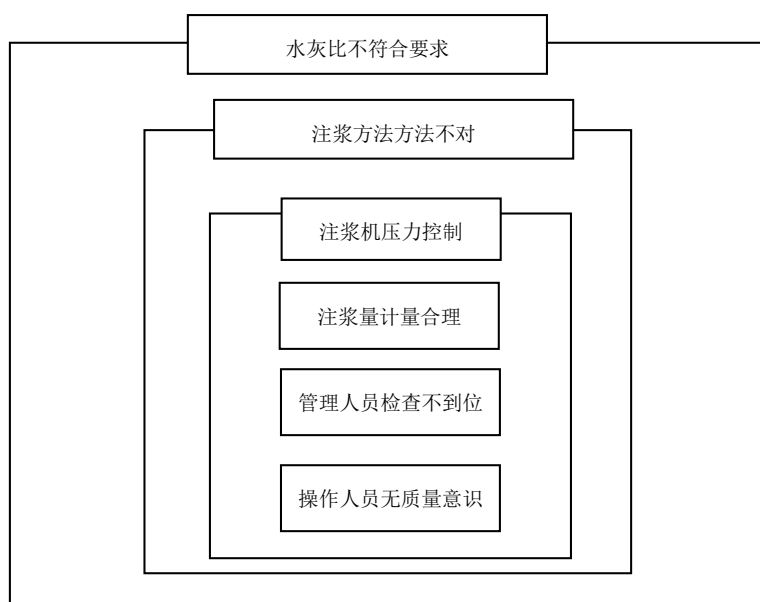 水灰比不符合要求
注浆方法方法不对
注浆机压力控制
注浆量计量合理
管理人员检查不到位
操作人员无质量意识